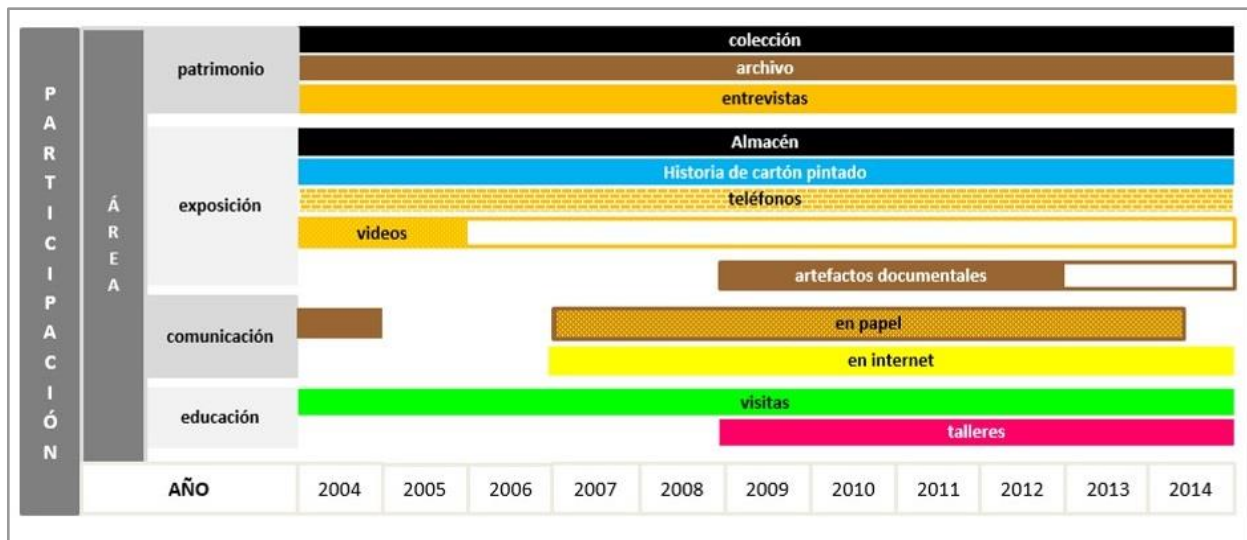 PARTICIPACIÓN
ÁREA
patrimonio
colección
archivo
entrevistas
exposición
Almacén
Historia de cartón pintado
teléfonos
videos
artefactos documentales
comunicación
en papel
en internet
educación
visitas
talleres
AÑO 2004 2005 2006 2007 2008 2009 2010 2011 2012 2013 2014